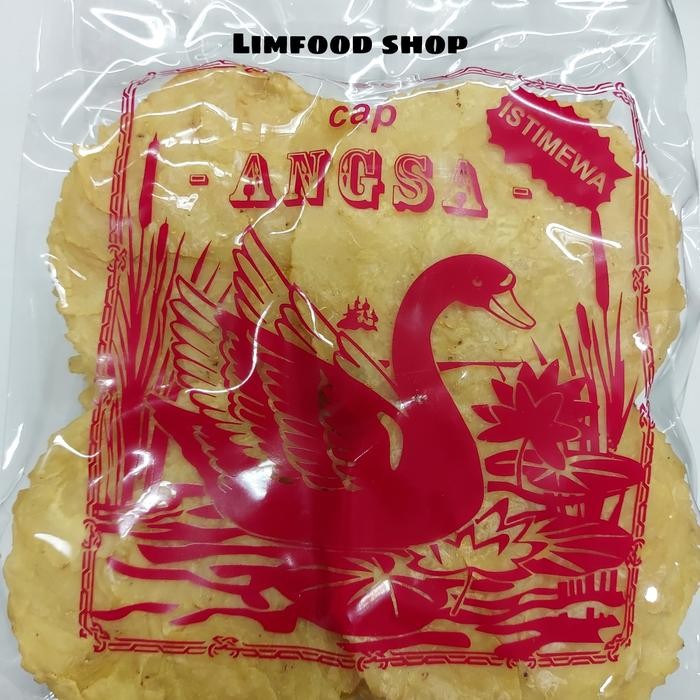 LIMFOOD SHOP
cap
ISTIMEWA
- ANGSA -